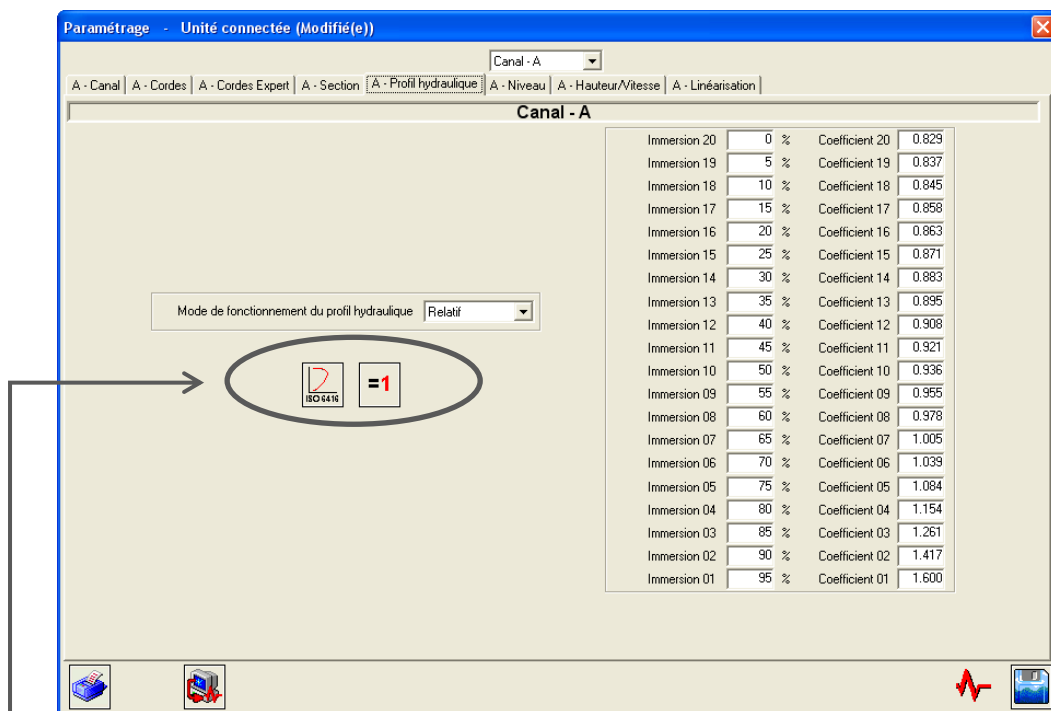 Paramétrage - Unité connectée (Modifié(e))
Canal - A
A - Canal A - Cordes A - Cordes Expert A - Section A - Profil hydraulique A - Niveau A - Hauteur/Vitesse A - Linéarisation
Canal - A
Immersion 20 0 % Coefficient 20 0.829
Immersion 19 5 % Coefficient 19 0.837
Immersion 18 10 % Coefficient 18 0.845
Immersion 17 15 % Coefficient 17 0.858
Immersion 16 20 % Coefficient 16 0.863
Immersion 15 25 % Coefficient 15 0.871
Immersion 14 30 % Coefficient 14 0.883
Immersion 13 35 % Coefficient 13 0.895
Mode de fonctionnement du profil hydraulique Relatif
Immersion 12 40 % Coefficient 12 0.908
Immersion 11 45 % Coefficient 11 0.921
Immersion 10 50 % Coefficient 10 0.936
ISO 6416 =1
Immersion 09 55 % Coefficient 09 0.955
Immersion 08 60 % Coefficient 08 0.978
Immersion 07 65 % Coefficient 07 1.005
Immersion 06 70 % Coefficient 06 1.039
Immersion 05 75 % Coefficient 05 1.084
Immersion 04 80 % Coefficient 04 1.154
Immersion 03 85 % Coefficient 03 1.261
Immersion 02 90 % Coefficient 02 1.417
Immersion 01 95 % Coefficient 01 1.600